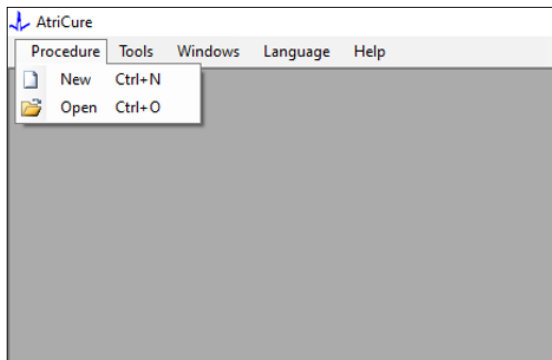 AtriCure
Procedure Tools Windows Language Help
New Ctrl+N
Open Ctrl+O